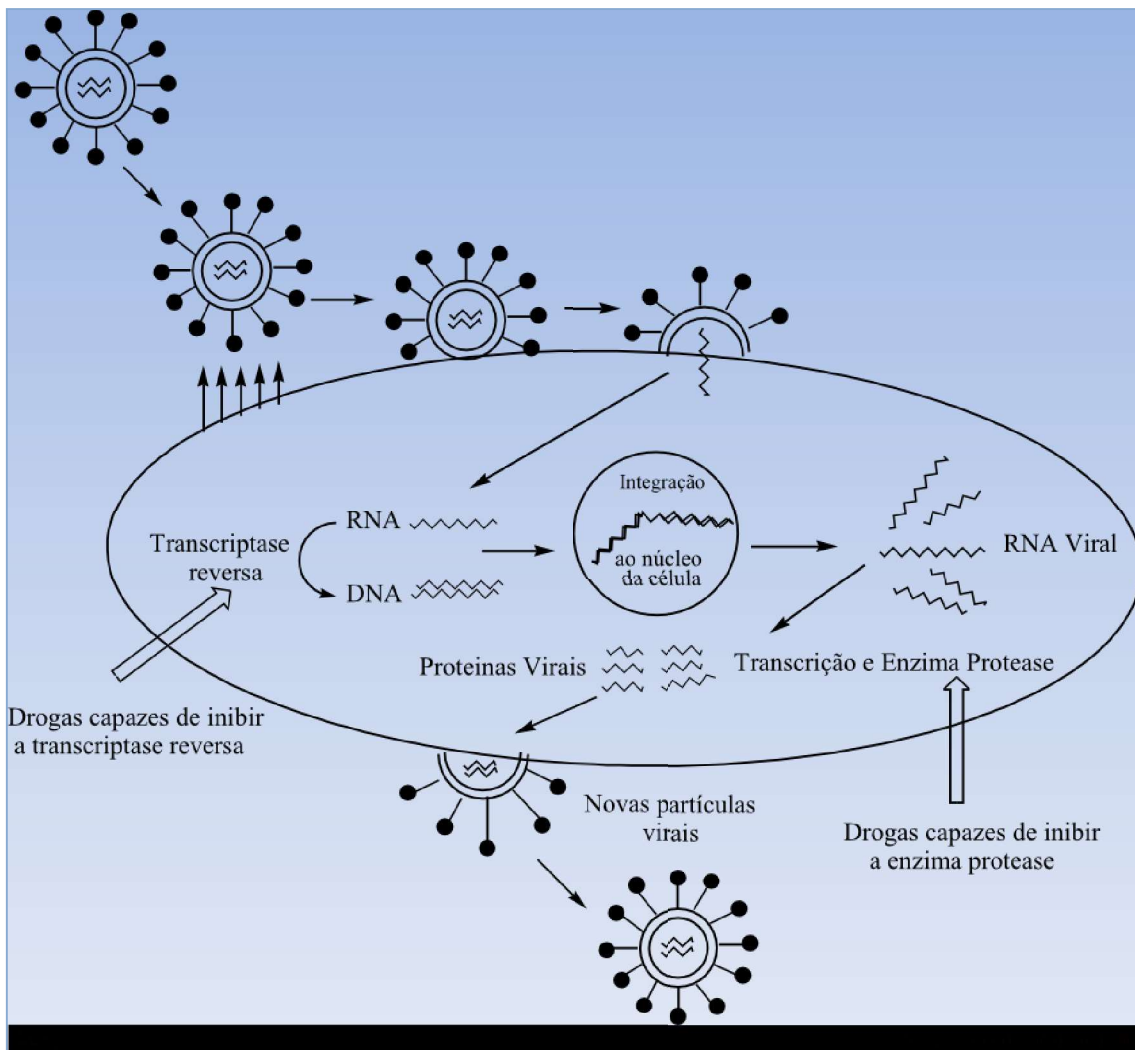 Integração
ao núcleo
da célula
RNA
Transcriptase
reversa
DNA
RNA Viral
Proteinas Virais
Transcrição e Enzima Protease
Drogas capazes de inibir
a transcriptase reversa
Novas partículas
virais
Drogas capazes de inibir
a enzima protease